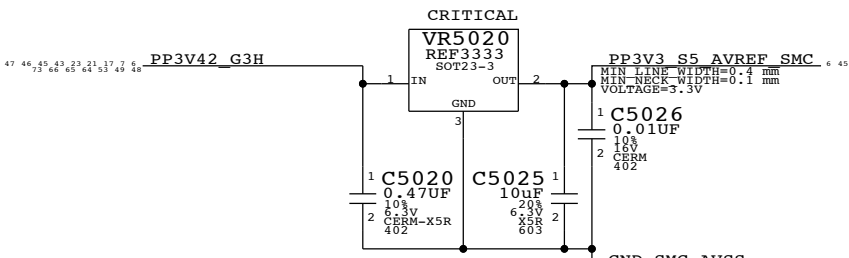 CRITICAL
VR5020
REF3333
SOT23-3
47 46 45 43 23 21 17 7 6
73 66 65 64 53 49 48
PP3V42_G3H
PP3V3_S5_AVREF_SMC
6 45
MIN_LINE_WIDTH=0.4 mm
MIN_NECK_WIDTH=0.1 mm
VOLTAGE=3.3V
1
IN
OUT
2
GND
3
1
C5026
0.01UF
10%
16V
CERM
402
2
1
C5020
0.47UF
10%
6.3V
CERM-X5R
402
2
C5025
1
10uF
20%
6.3V
X5R
603
2
GND_SMC_AVSS